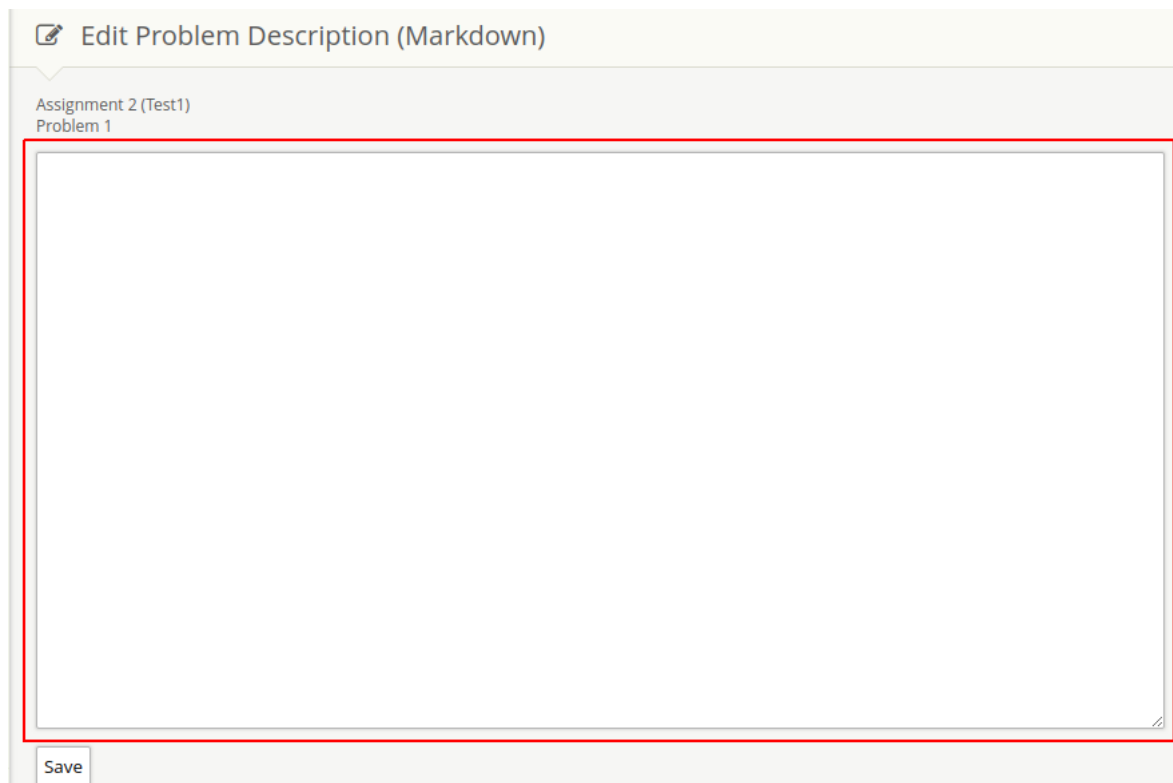 Edit Problem Description (Markdown)
Assignment 2 (Test1)
Problem 1
Save